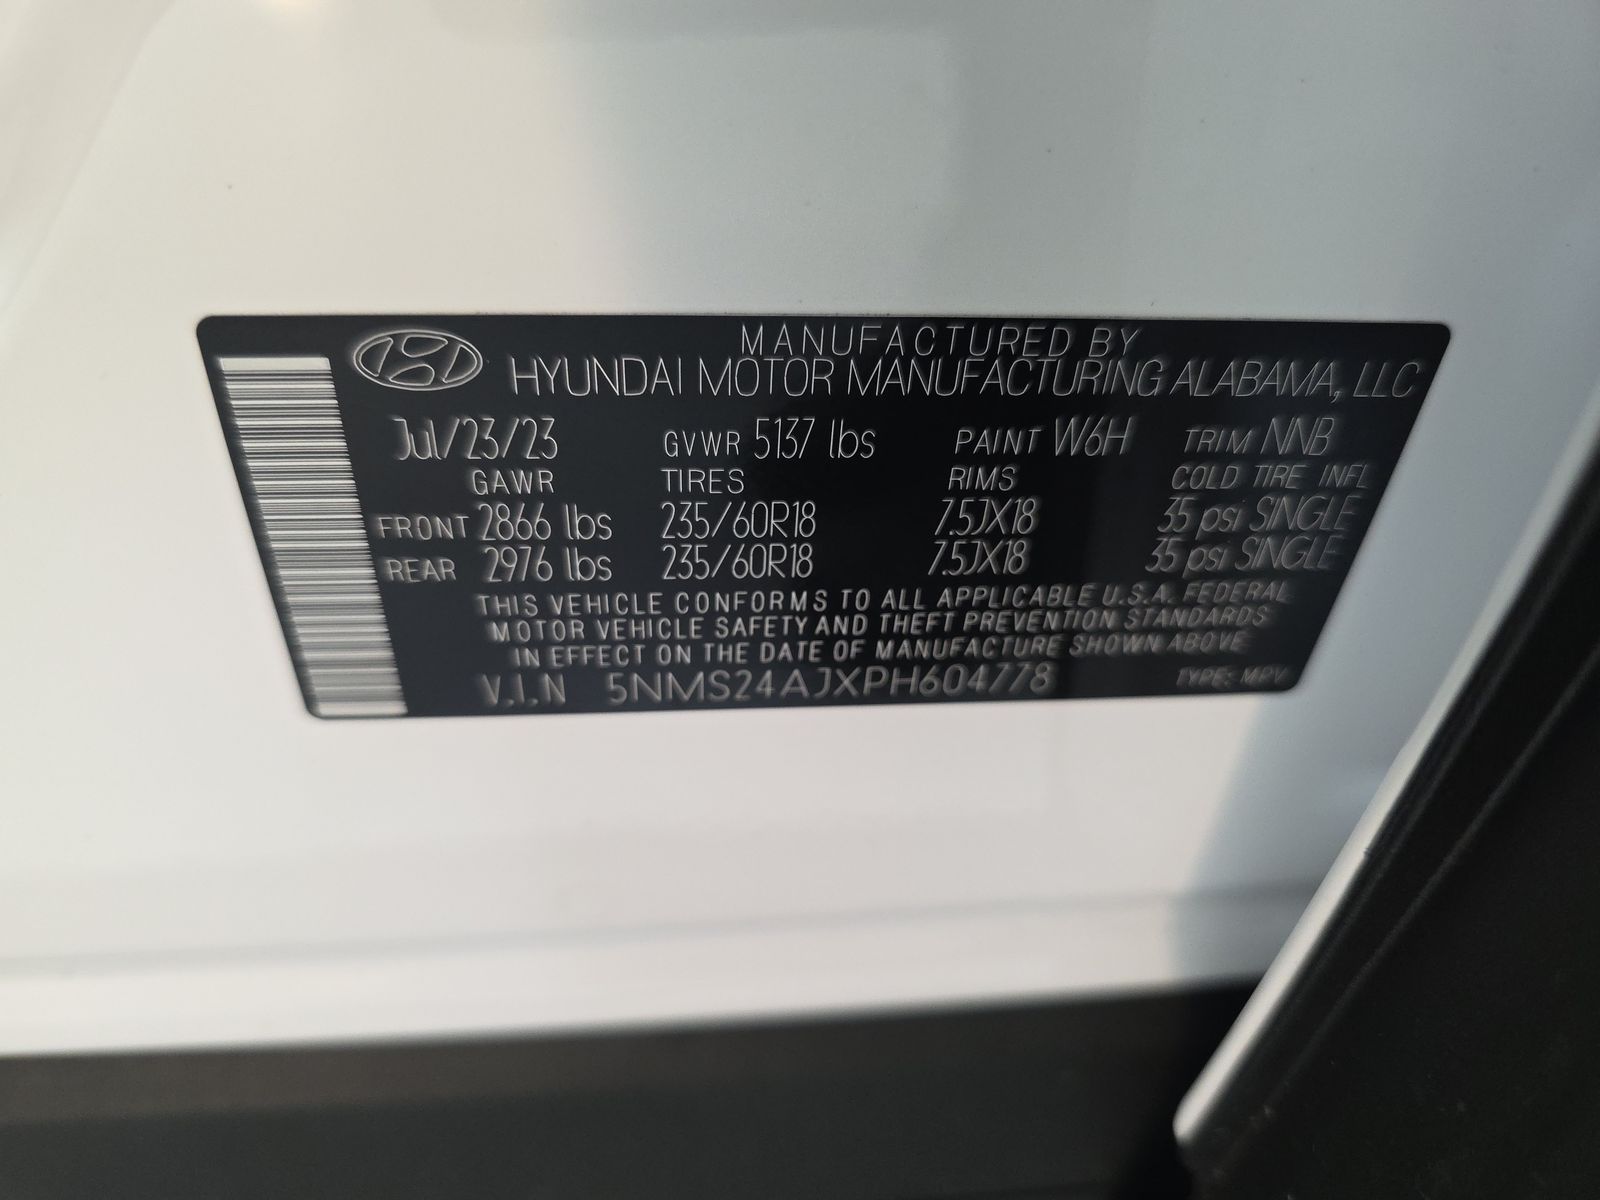 MANUFACTURED BY
HYUNDAI MOTOR MANUFACTURING ALABAMA, LLC
Jul/23/23 GVWR 5137 lbs PAINT W6H TRIM NNB
GAWR TIRES RIMS COLD TIRE INFL
FRONT 2866 lbs 235/60R18 7.5JX18 35 psi SINGLE
REAR 2976 lbs 235/60R18 7.5JX18 35 psi SINGLE
THIS VEHICLE CONFORMS TO ALL APPLICABLE U.S.A. FEDERAL
MOTOR VEHICLE SAFETY AND THEFT PREVENTION STANDARDS
IN EFFECT ON THE DATE OF MANUFACTURE SHOWN ABOVE
V.I.N 5NMS24AJXPH604778 TYPE: MPV